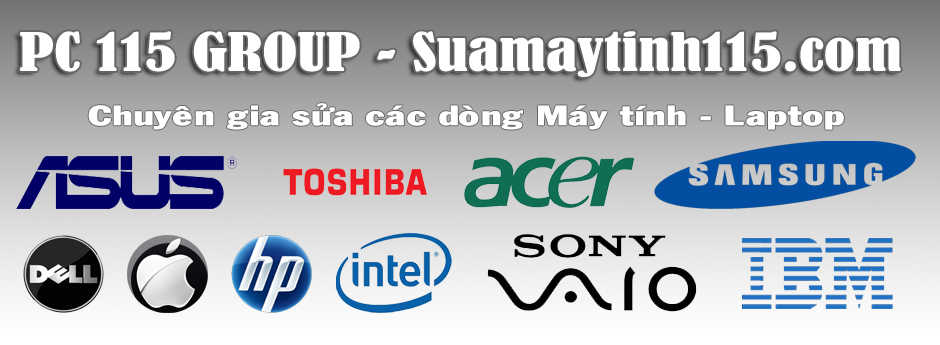 PC 115 GROUP - Suamaytinh115.com
Chuyên gia sửa các dòng Máy tính - Laptop
ASUS® TOSHIBA acer SAMSUNG
DELL hp intel SONY VAIO IBM